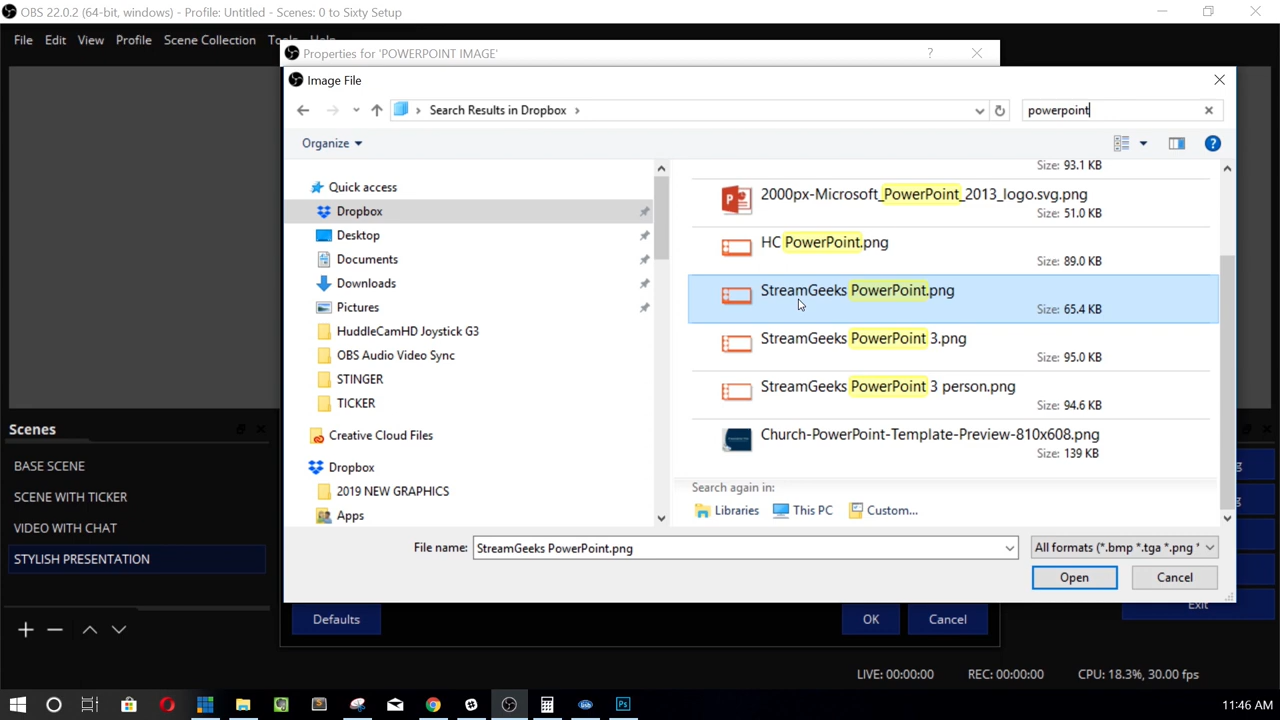 OBS 22.0.2 (64-bit, windows) - Profile: Untitled - Scenes: 0 to Sixty Setup
File Edit View Profile Scene Collection Tools Help
Properties for 'POWERPOINT IMAGE'
Image File
Search Results in Dropbox
powerpoint
Organize
Quick access
Dropbox
Desktop
Documents
Downloads
Pictures
HuddleCamHD Joystick G3
OBS Audio Video Sync
STINGER
TICKER
Creative Cloud Files
Dropbox
2019 NEW GRAPHICS
Apps
Size: 93.1 KB
2000px-Microsoft_PowerPoint_2013_logo.svg.png
Size: 51.0 KB
HC PowerPoint.png
Size: 89.0 KB
StreamGeeks PowerPoint.png
Size: 65.4 KB
StreamGeeks PowerPoint 3.png
Size: 95.0 KB
StreamGeeks PowerPoint 3 person.png
Size: 94.6 KB
Church-PowerPoint-Template-Preview-810x608.png
Size: 139 KB
Search again in:
Libraries This PC Custom...
File name: StreamGeeks PowerPoint.png All formats (*.bmp *.tga *.png *
Open Cancel
Defaults OK Cancel
Exit
Scenes
BASE SCENE
SCENE WITH TICKER
VIDEO WITH CHAT
STYLISH PRESENTATION
LIVE: 00:00:00 REC: 00:00:00 CPU: 18.3%, 30.00 fps
11:46 AM